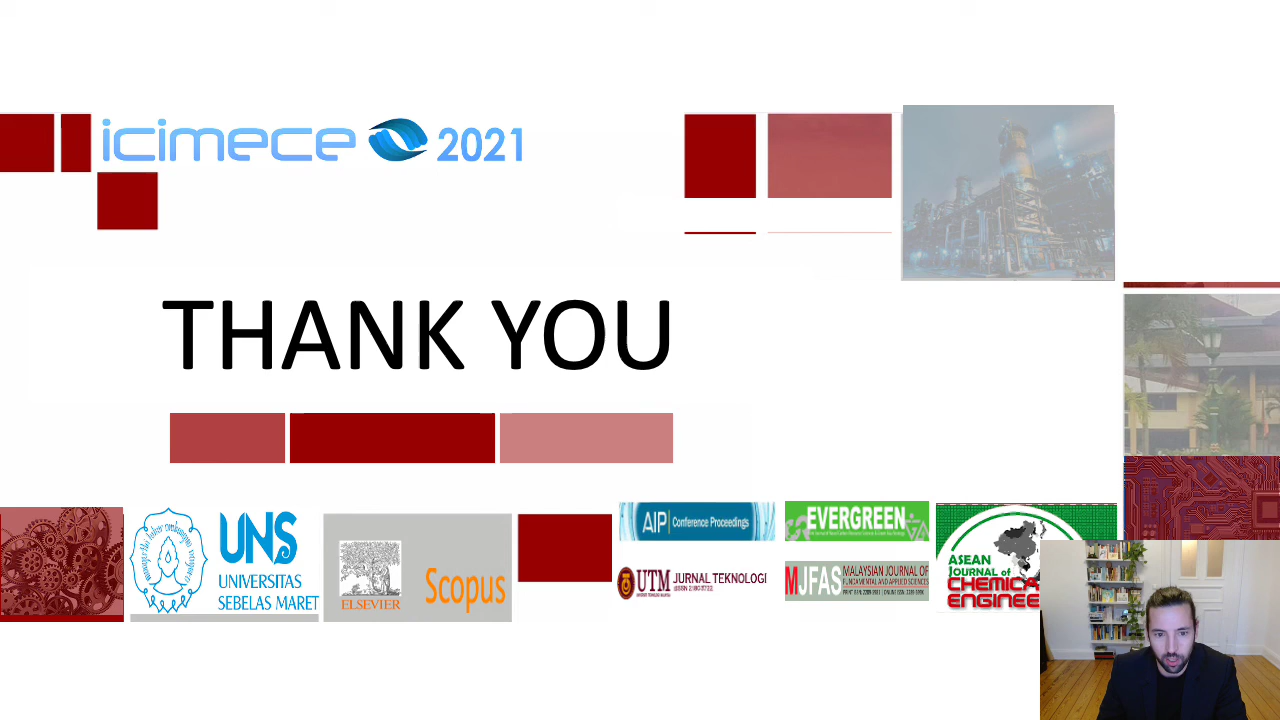 icimece 2021
THANK YOU
UNS
UNIVERSITAS
SEBELAS MARET
ELSEVIER
Scopus
AIP Conference Proceedings
EVERGREEN
UTM JURNAL TEKNOLOGI
MJFAS MALAYSIAN JOURNAL OF
FUNDAMENTAL AND APPLIED SCIENCES
ASEAN
JOURNAL of
CHEMICA
ENGINEE